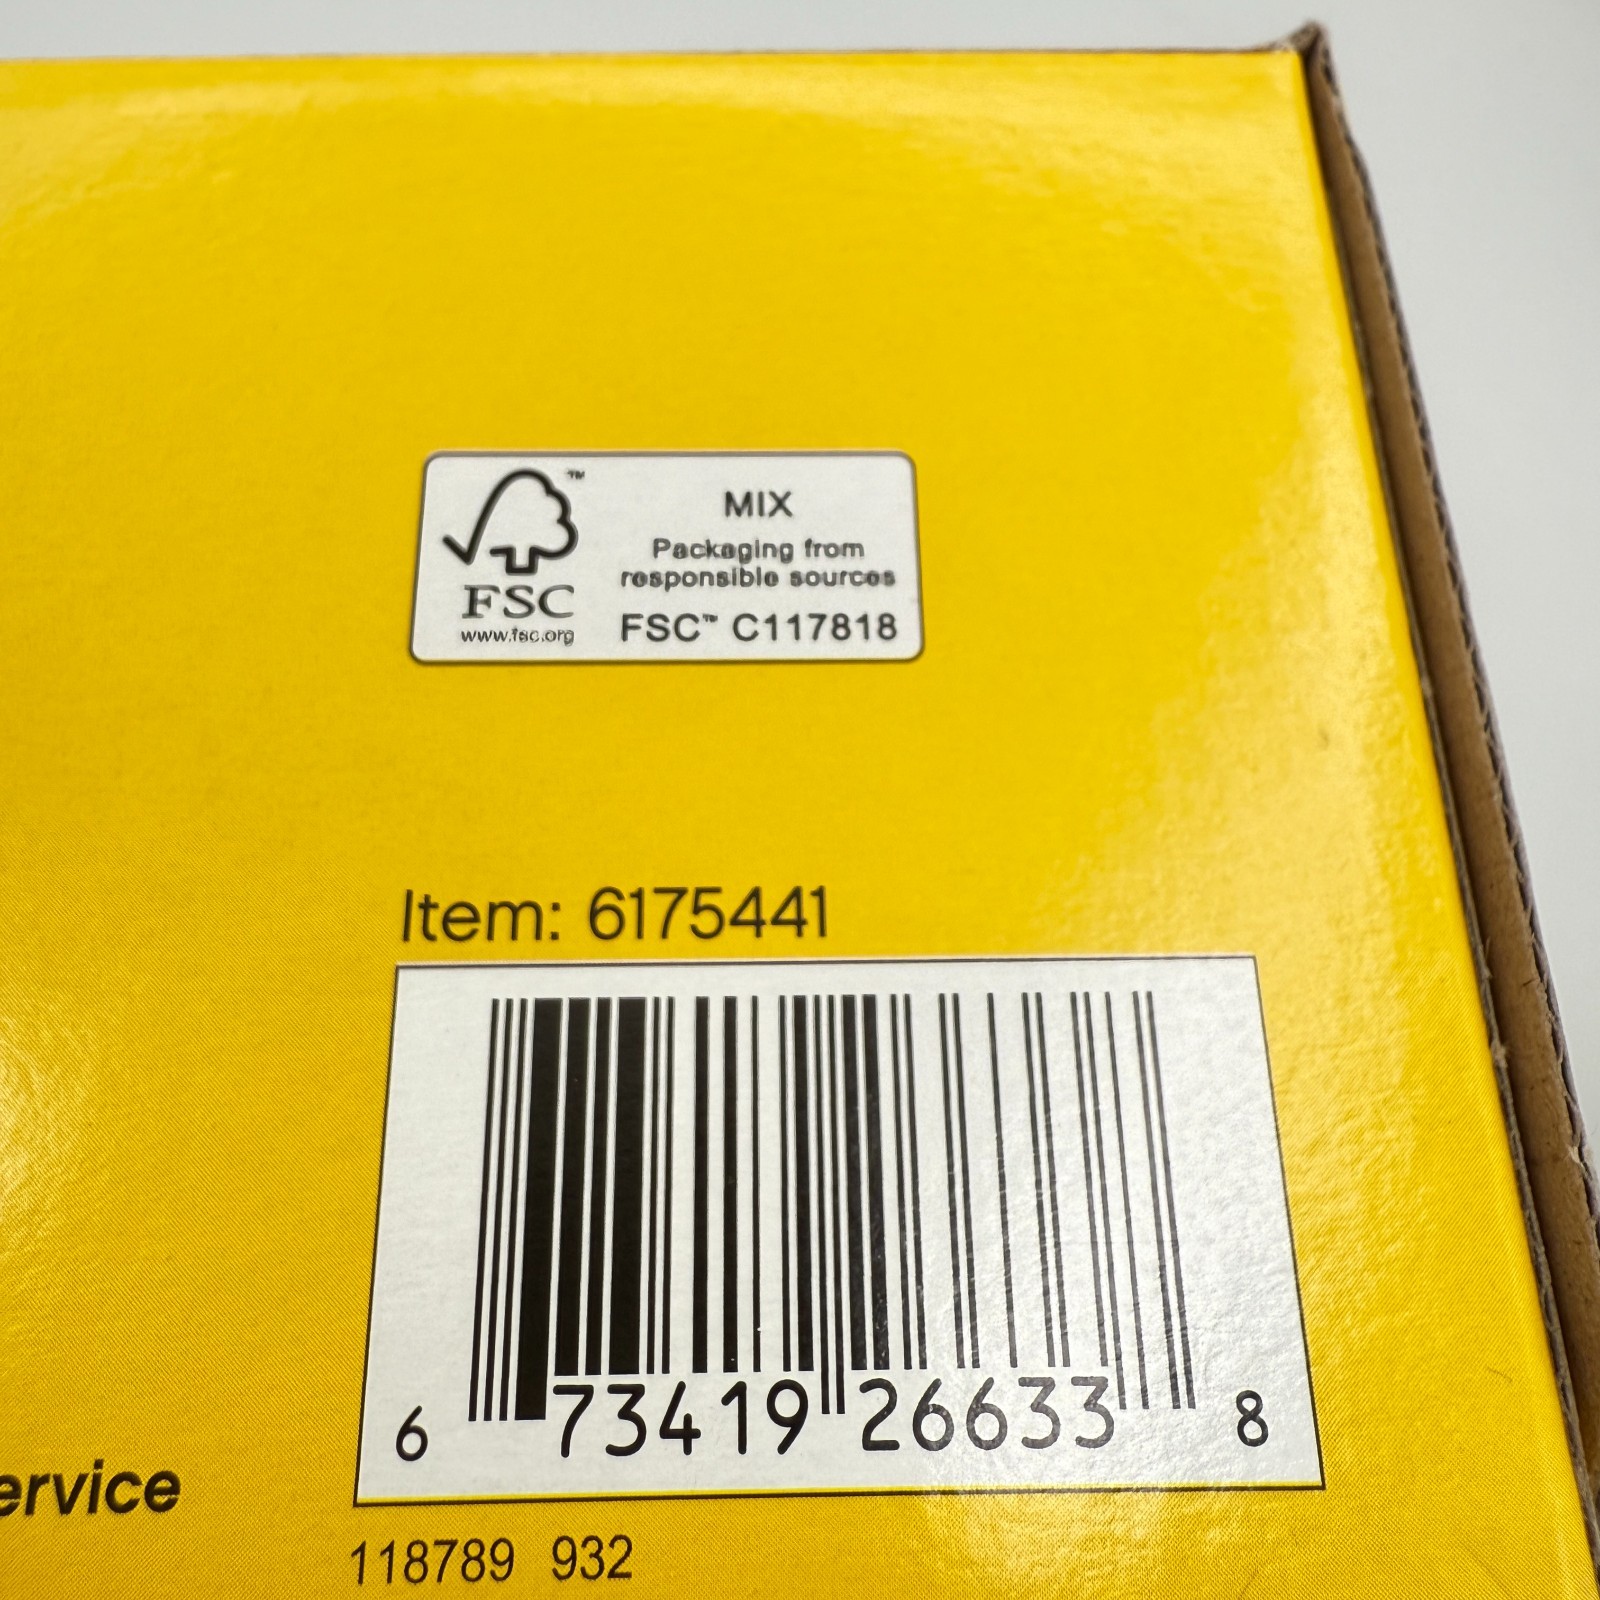 ™
MIX
Packaging from
responsible sources
FSC
www.fsc.org
FSC™ C117818
Item: 6175441
6 73419 26633 8
ervice
118789 932